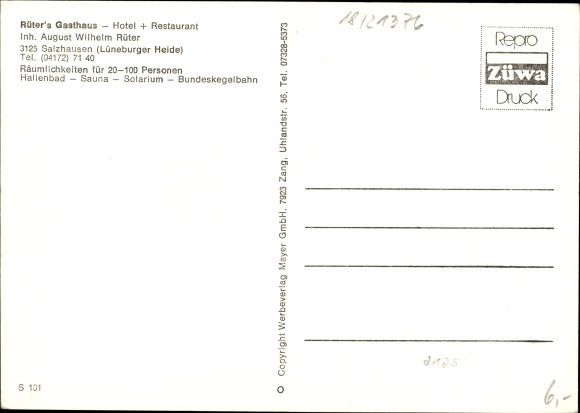 Rüter's Gasthaus – Hotel + Restaurant
Inh. August Wilhelm Rüter
3125 Salzhausen (Lüneburger Heide)
Tel. (04172) 71 40
Räumlichkeiten für 20–100 Personen
Hallenbad – Sauna – Solarium – Bundeskegelbahn
S 101
Copyright Werbeverlag Mayer GmbH, 7923 Zang, Uhlandstr. 56, Tel. 07328-5373
18/21376
Repro
Züwa
Druck
2125
6,-